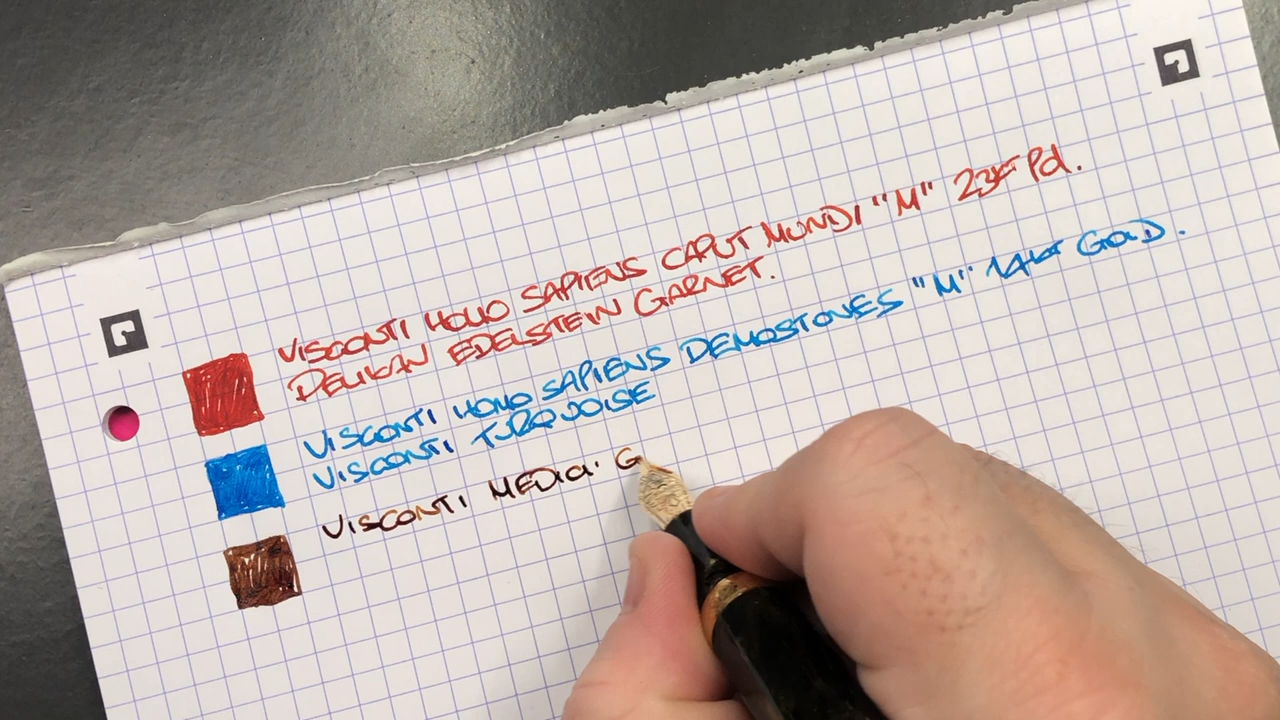 VISCONTI HOMO SAPIENS CAPUT MUNDI "M" 23kt Pd.
PELIKAN EDELSTEIN GARNET.
VISCONTI HOMO SAPIENS DEMOSTONES "M" 14kt GOLD.
VISCONTI TURQUOISE
VISCONTI MEDICI. G